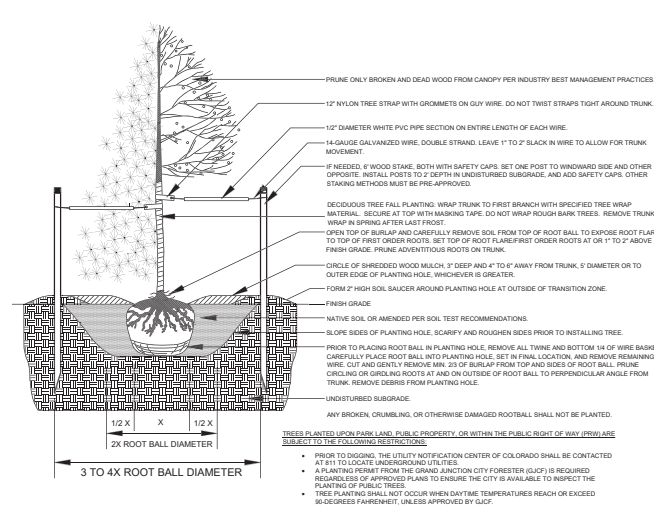 PRUNE ONLY BROKEN AND DEAD WOOD FROM CANOPY PER INDUSTRY BEST MANAGEMENT PRACTICES
12" NYLON TREE STRAP WITH GROMMETS ON GUY WIRE. DO NOT TWIST STRAPS TIGHT AROUND TRUNK.
1/2" DIAMETER WHITE PVC PIPE SECTION ON ENTIRE LENGTH OF EACH WIRE.
14-GAUGE GALVANIZED WIRE, DOUBLE STRAND. LEAVE 1" TO 2" SLACK IN WIRE TO ALLOW FOR TRUNK
MOVEMENT.
IF NEEDED, 6' WOOD STAKE, BOTH WITH SAFETY CAPS. SET ONE POST TO WINDWARD SIDE AND OTHER
OPPOSITE. INSTALL POSTS TO 2' DEPTH IN UNDISTURBED SUBGRADE, AND ADD SAFETY CAPS. OTHER
STAKING METHODS MUST BE PRE-APPROVED.
DECIDUOUS TREE FALL PLANTING: WRAP TRUNK TO FIRST BRANCH WITH SPECIFIED TREE WRAP
MATERIAL. SECURE AT TOP WITH MASKING TAPE. DO NOT WRAP ROUGH BARK TREES. REMOVE TRUNK
WRAP IN SPRING AFTER LAST FROST.
OPEN TOP OF BURLAP AND CAREFULLY REMOVE SOIL FROM TOP OF ROOT BALL TO EXPOSE ROOT FLAR
TO TOP OF FIRST ORDER ROOTS. SET TOP OF ROOT FLARE/FIRST ORDER ROOTS AT OR 1" TO 2" ABOVE
FINISH GRADE. PRUNE ADVENTITIOUS ROOTS ON TRUNK.
CIRCLE OF SHREDDED WOOD MULCH, 3" DEEP AND 4" TO 6" AWAY FROM TRUNK, 5' DIAMETER OR TO
OUTER EDGE OF PLANTING HOLE, WHICHEVER IS GREATER.
FORM 2" HIGH SOIL SAUCER AROUND PLANTING HOLE AT OUTSIDE OF TRANSITION ZONE.
FINISH GRADE
NATIVE SOIL OR AMENDED PER SOIL TEST RECOMMENDATIONS.
SLOPE SIDES OF PLANTING HOLE, SCARIFY AND ROUGHEN SIDES PRIOR TO INSTALLING TREE.
PRIOR TO PLACING ROOT BALL IN PLANTING HOLE, REMOVE ALL TWINE AND BOTTOM 1/4 OF WIRE BASKE
CAREFULLY PLACE ROOT BALL INTO PLANTING HOLE, SET IN FINAL LOCATION, AND REMOVE REMAINING
WIRE. CUT AND GENTLY REMOVE MIN. 2/3 OF BURLAP FROM TOP AND SIDES OF ROOT BALL. PRUNE
CIRCLING OR GIRDLING ROOTS AT AND ON OUTSIDE OF ROOT BALL TO PERPENDICULAR ANGLE FROM
TRUNK. REMOVE DEBRIS FROM PLANTING HOLE.
UNDISTURBED SUBGRADE.
ANY BROKEN, CRUMBLING, OR OTHERWISE DAMAGED ROOTBALL SHALL NOT BE PLANTED.
1/2 X X 1/2 X
2X ROOT BALL DIAMETER
3 TO 4X ROOT BALL DIAMETER
TREES PLANTED UPON PARK LAND, PUBLIC PROPERTY, OR WITHIN THE PUBLIC RIGHT OF WAY (PRW) ARE
SUBJECT TO THE FOLLOWING RESTRICTIONS:
• PRIOR TO DIGGING, THE UTILITY NOTIFICATION CENTER OF COLORADO SHALL BE CONTACTED
AT 811 TO LOCATE UNDERGROUND UTILITIES.
• A PLANTING PERMIT FROM THE GRAND JUNCTION CITY FORESTER (GJCF) IS REQUIRED
REGARDLESS OF APPROVED PLANS TO ENSURE THE CITY IS AVAILABLE TO INSPECT THE
PLANTING OF PUBLIC TREES.
• TREE PLANTING SHALL NOT OCCUR WHEN DAYTIME TEMPERATURES REACH OR EXCEED
90-DEGREES FAHRENHEIT, UNLESS APPROVED BY GJCF.